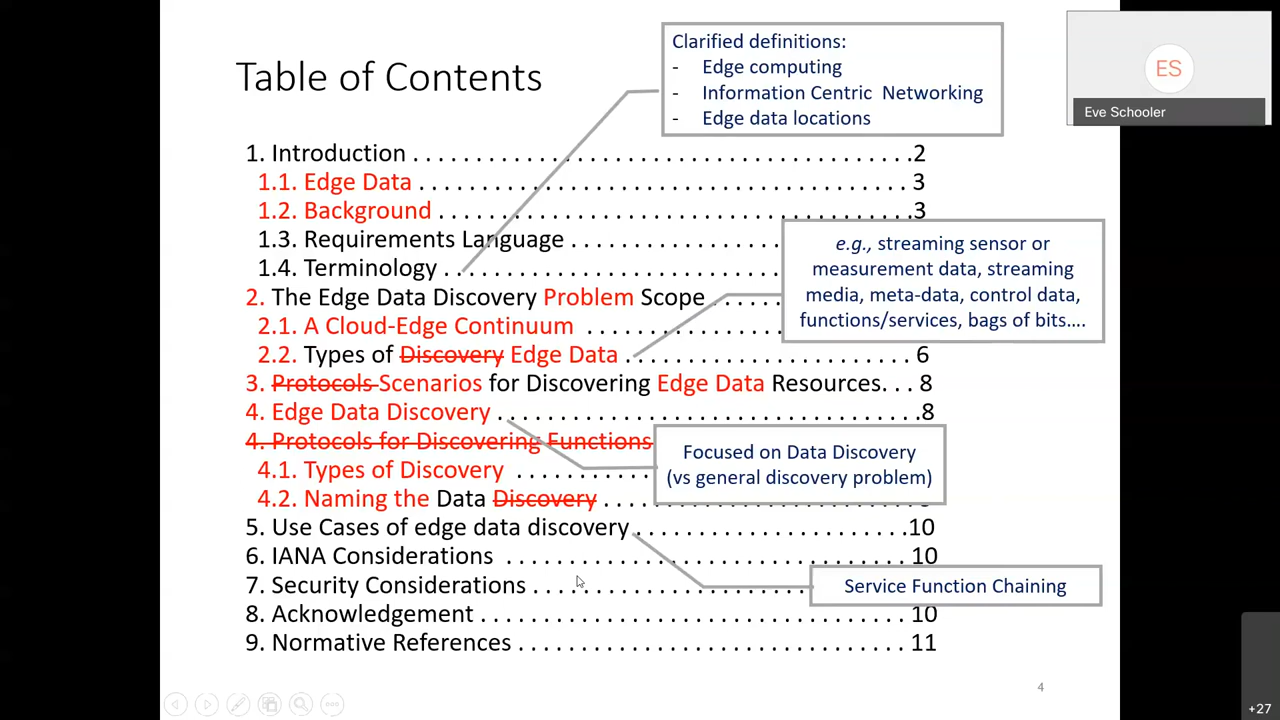 Table of Contents
Clarified definitions:
- Edge computing
- Information Centric Networking
- Edge data locations
ES
Eve Schooler
1. Introduction . . . . . . . . . . . . . . . . . . . . . . . . . . . . . . . . . . . .2
1.1. Edge Data . . . . . . . . . . . . . . . . . . . . . . . . . . . . . . . . . . . . 3
1.2. Background . . . . . . . . . . . . . . . . . . . . . . . . . . . . . . . . . . .3
1.3. Requirements Language . . . . . . . . . . . . . . .
1.4. Terminology . . . . . . . . . . . . . . . . . . . . . . . .
2. The Edge Data Discovery Problem Scope . . . . .
2.1. A Cloud-Edge Continuum . . . . . . . . . . . . . .
2.2. Types of Discovery Edge Data . . . . . . . . . . . . . . . . . . . . . 6
e.g., streaming sensor or
measurement data, streaming
media, meta-data, control data,
functions/services, bags of bits....
3. Protocols Scenarios for Discovering Edge Data Resources. . . 8
4. Edge Data Discovery . . . . . . . . . . . . . . . . . . . . . . . . . . . . . . .8
4. Protocols for Discovering Functions
4.1. Types of Discovery . . . . . . . . . .
4.2. Naming the Data Discovery . . . .
Focused on Data Discovery
(vs general discovery problem)
5. Use Cases of edge data discovery . . . . . . . . . . . . . . . . . . . . 10
6. IANA Considerations . . . . . . . . . . . . . . . . . . . . . . . . . . . . . 10
7. Security Considerations . . . . . . . . . . . . . . . . . . . .
Service Function Chaining
8. Acknowledgement . . . . . . . . . . . . . . . . . . . . . . . . . . . . . . . 10
9. Normative References . . . . . . . . . . . . . . . . . . . . . . . . . . . . 11
4
+27